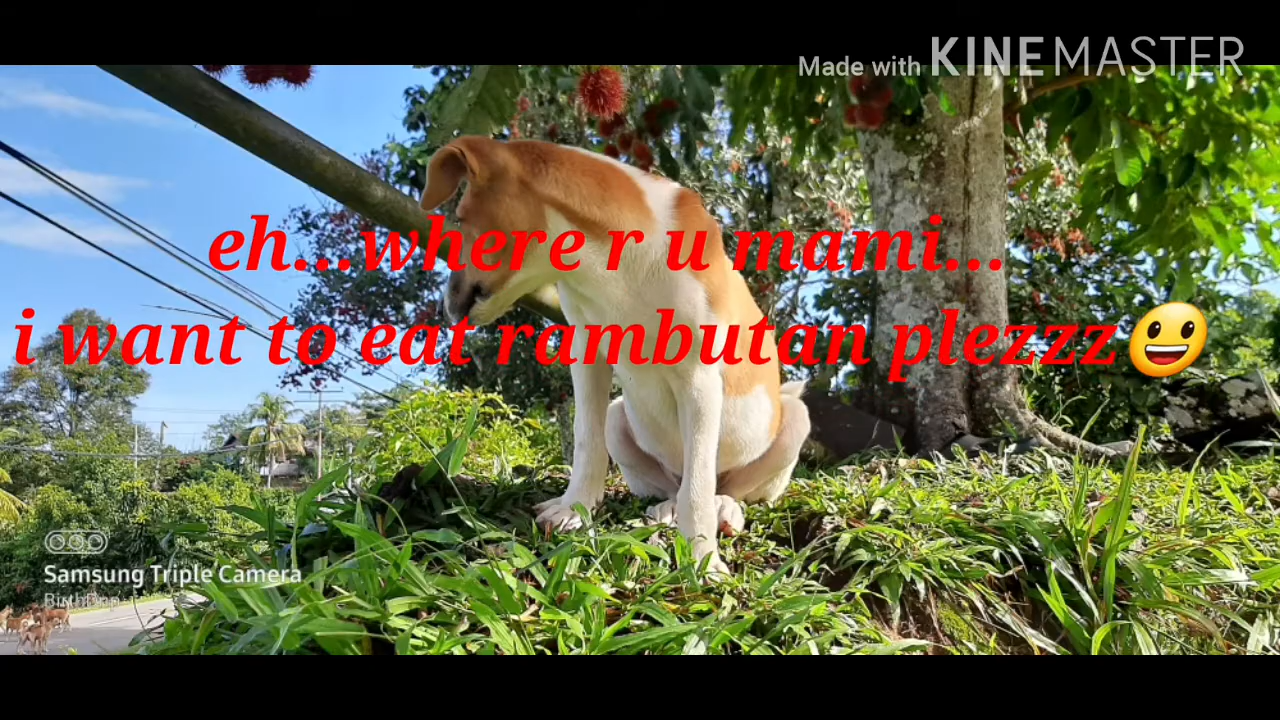 Made with KINEMASTER
eh...where r u mami...
i want to eat rambutan plezzz😃
Samsung Triple Camera